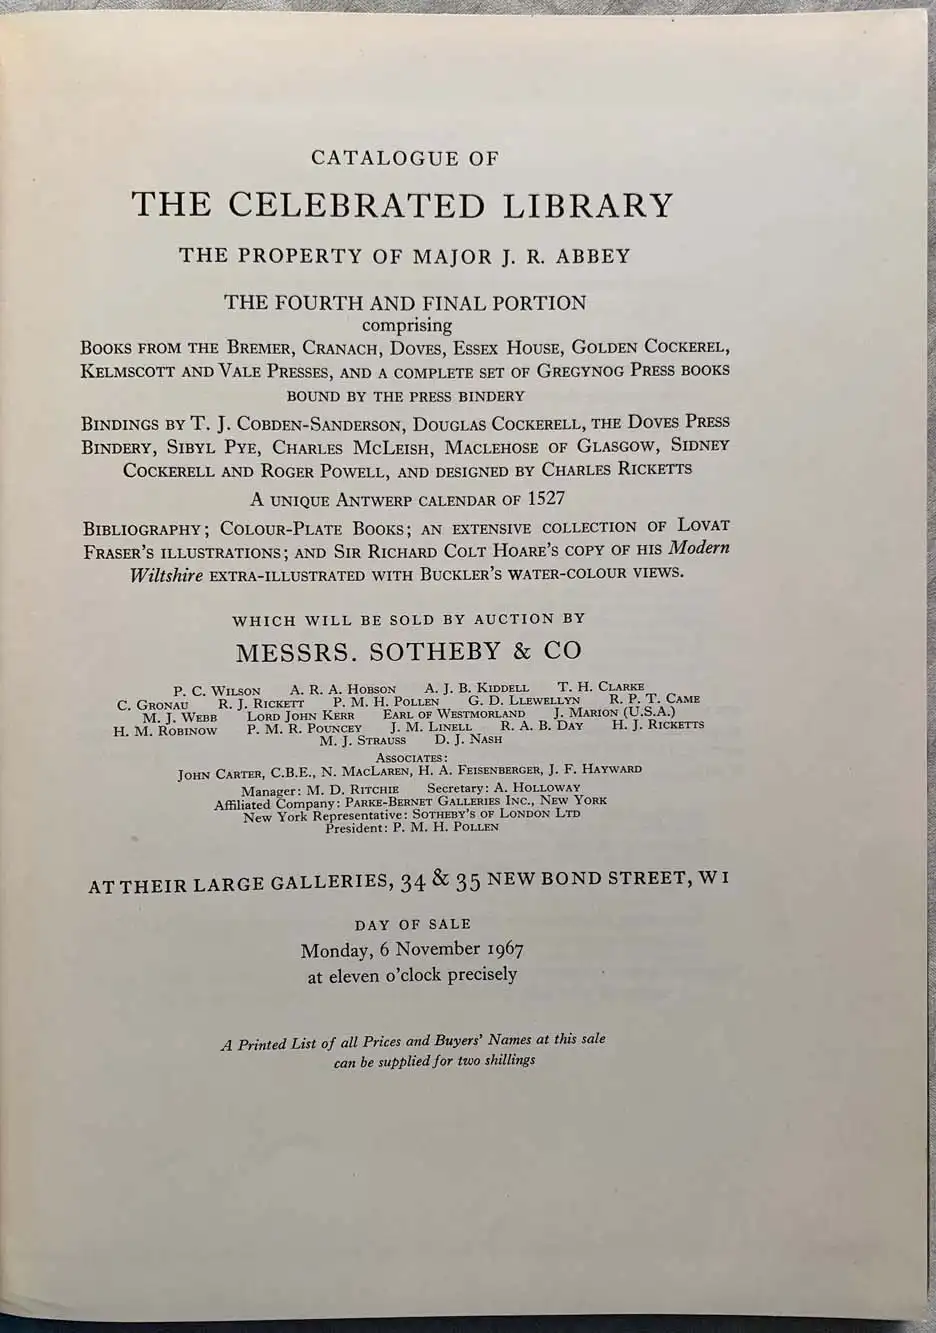 CATALOGUE OF
THE CELEBRATED LIBRARY
THE PROPERTY OF MAJOR J. R. ABBEY
THE FOURTH AND FINAL PORTION
comprising
BOOKS FROM THE BREMER, CRANACH, DOVES, ESSEX HOUSE, GOLDEN COCKEREL,
KELMSCOTT AND VALE PRESSES, AND A COMPLETE SET OF GREGYNOG PRESS BOOKS
BOUND BY THE PRESS BINDERY
BINDINGS BY T. J. COBDEN-SANDERSON, DOUGLAS COCKERELL, THE DOVES PRESS
BINDERY, SIBYL PYE, CHARLES MCLEISH, MACLEHOSE OF GLASGOW, SIDNEY
COCKERELL AND ROGER POWELL, AND DESIGNED BY CHARLES RICKETTS
A UNIQUE ANTWERP CALENDAR OF 1527
BIBLIOGRAPHY; COLOUR-PLATE BOOKS; AN EXTENSIVE COLLECTION OF LOVAT
FRASER'S ILLUSTRATIONS; AND SIR RICHARD COLT HOARE'S COPY OF HIS Modern
Wiltshire EXTRA-ILLUSTRATED WITH BUCKLER'S WATER-COLOUR VIEWS.
WHICH WILL BE SOLD BY AUCTION BY
MESSRS. SOTHEBY & CO
P. C. WILSON A. R. A. HOBSON A. J. B. KIDDELL T. H. CLARKE
C. GRONAU R. J. RICKETT P. M. H. POLLEN G. D. LLEWELLYN R. P. T. CAME
M. J. WEBB LORD JOHN KERR EARL OF WESTMORLAND J. MARION (U.S.A.)
H. M. ROBINOW P. M. R. POUNCEY J. M. LINELL R. A. B. DAY H. J. RICKETTS
M. J. STRAUSS D. J. NASH
ASSOCIATES:
JOHN CARTER, C.B.E., N. MACLAREN, H. A. FEISENBERGER, J. F. HAYWARD
Manager: M. D. RITCHIE Secretary: A. HOLLOWAY
Affiliated Company: PARKE-BERNET GALLERIES INC., NEW YORK
New York Representative: SOTHEBY'S OF LONDON LTD
President: P. M. H. POLLEN
AT THEIR LARGE GALLERIES, 34 & 35 NEW BOND STREET, W1
DAY OF SALE
Monday, 6 November 1967
at eleven o'clock precisely
A Printed List of all Prices and Buyers' Names at this sale
can be supplied for two shillings